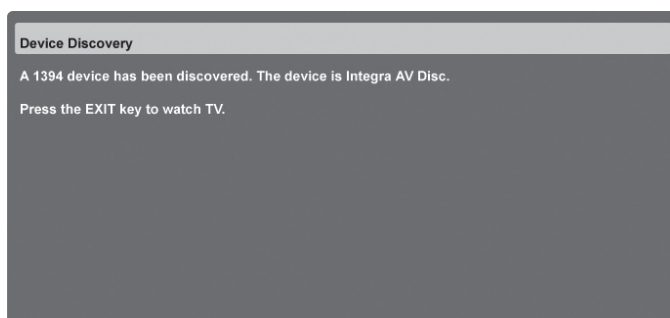 Device Discovery
A 1394 device has been discovered. The device is Integra AV Disc.
Press the EXIT key to watch TV.